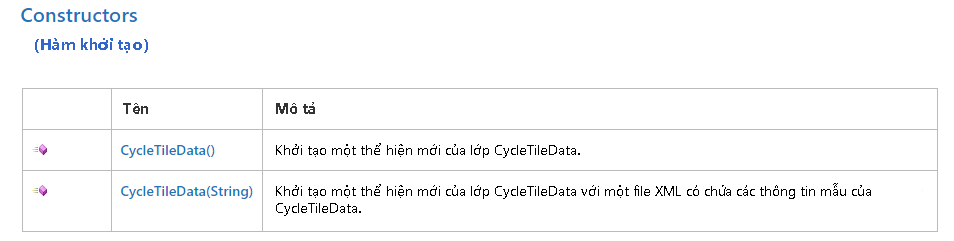 Constructors
(Hàm khởi tạo)
Tên Mô tả
CycleTileData() Khởi tạo một thể hiện mới của lớp CycleTileData.
CycleTileData(String) Khởi tạo một thể hiện mới của lớp CycleTileData với một file XML có chứa các thông tin mẫu của
CycleTileData.